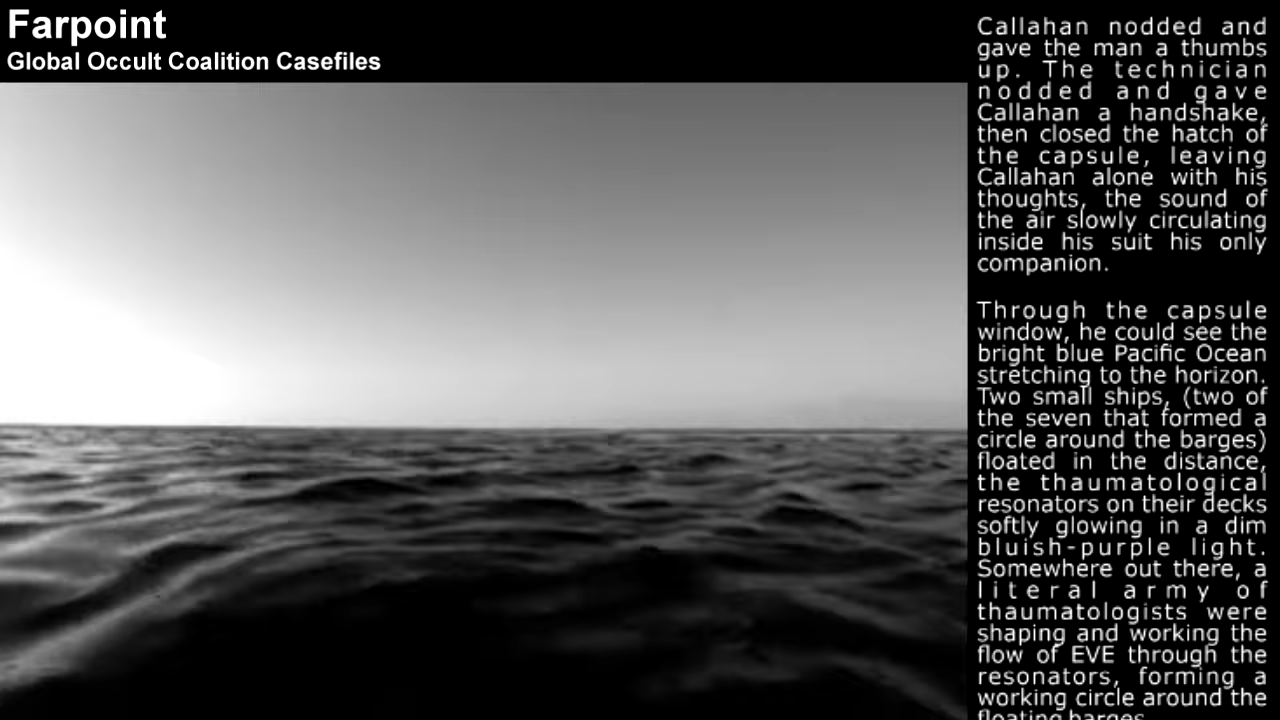 Farpoint
Global Occult Coalition Casefiles
Callahan nodded and
gave the man a thumbs
up. The technician
nodded and gave
Callahan a handshake,
then closed the hatch of
the capsule, leaving
Callahan alone with his
thoughts, the sound of
the air slowly circulating
inside his suit his only
companion.
Through the capsule
window, he could see the
bright blue Pacific Ocean
stretching to the horizon.
Two small ships, (two of
the seven that formed a
circle around the barges)
floated in the distance,
the thaumatological
resonators on their decks
softly glowing in a dim
bluish-purple light.
Somewhere out there, a
literal army of
thaumatologists were
shaping and working the
flow of EVE through the
resonators, forming a
working circle around the
floating barges.